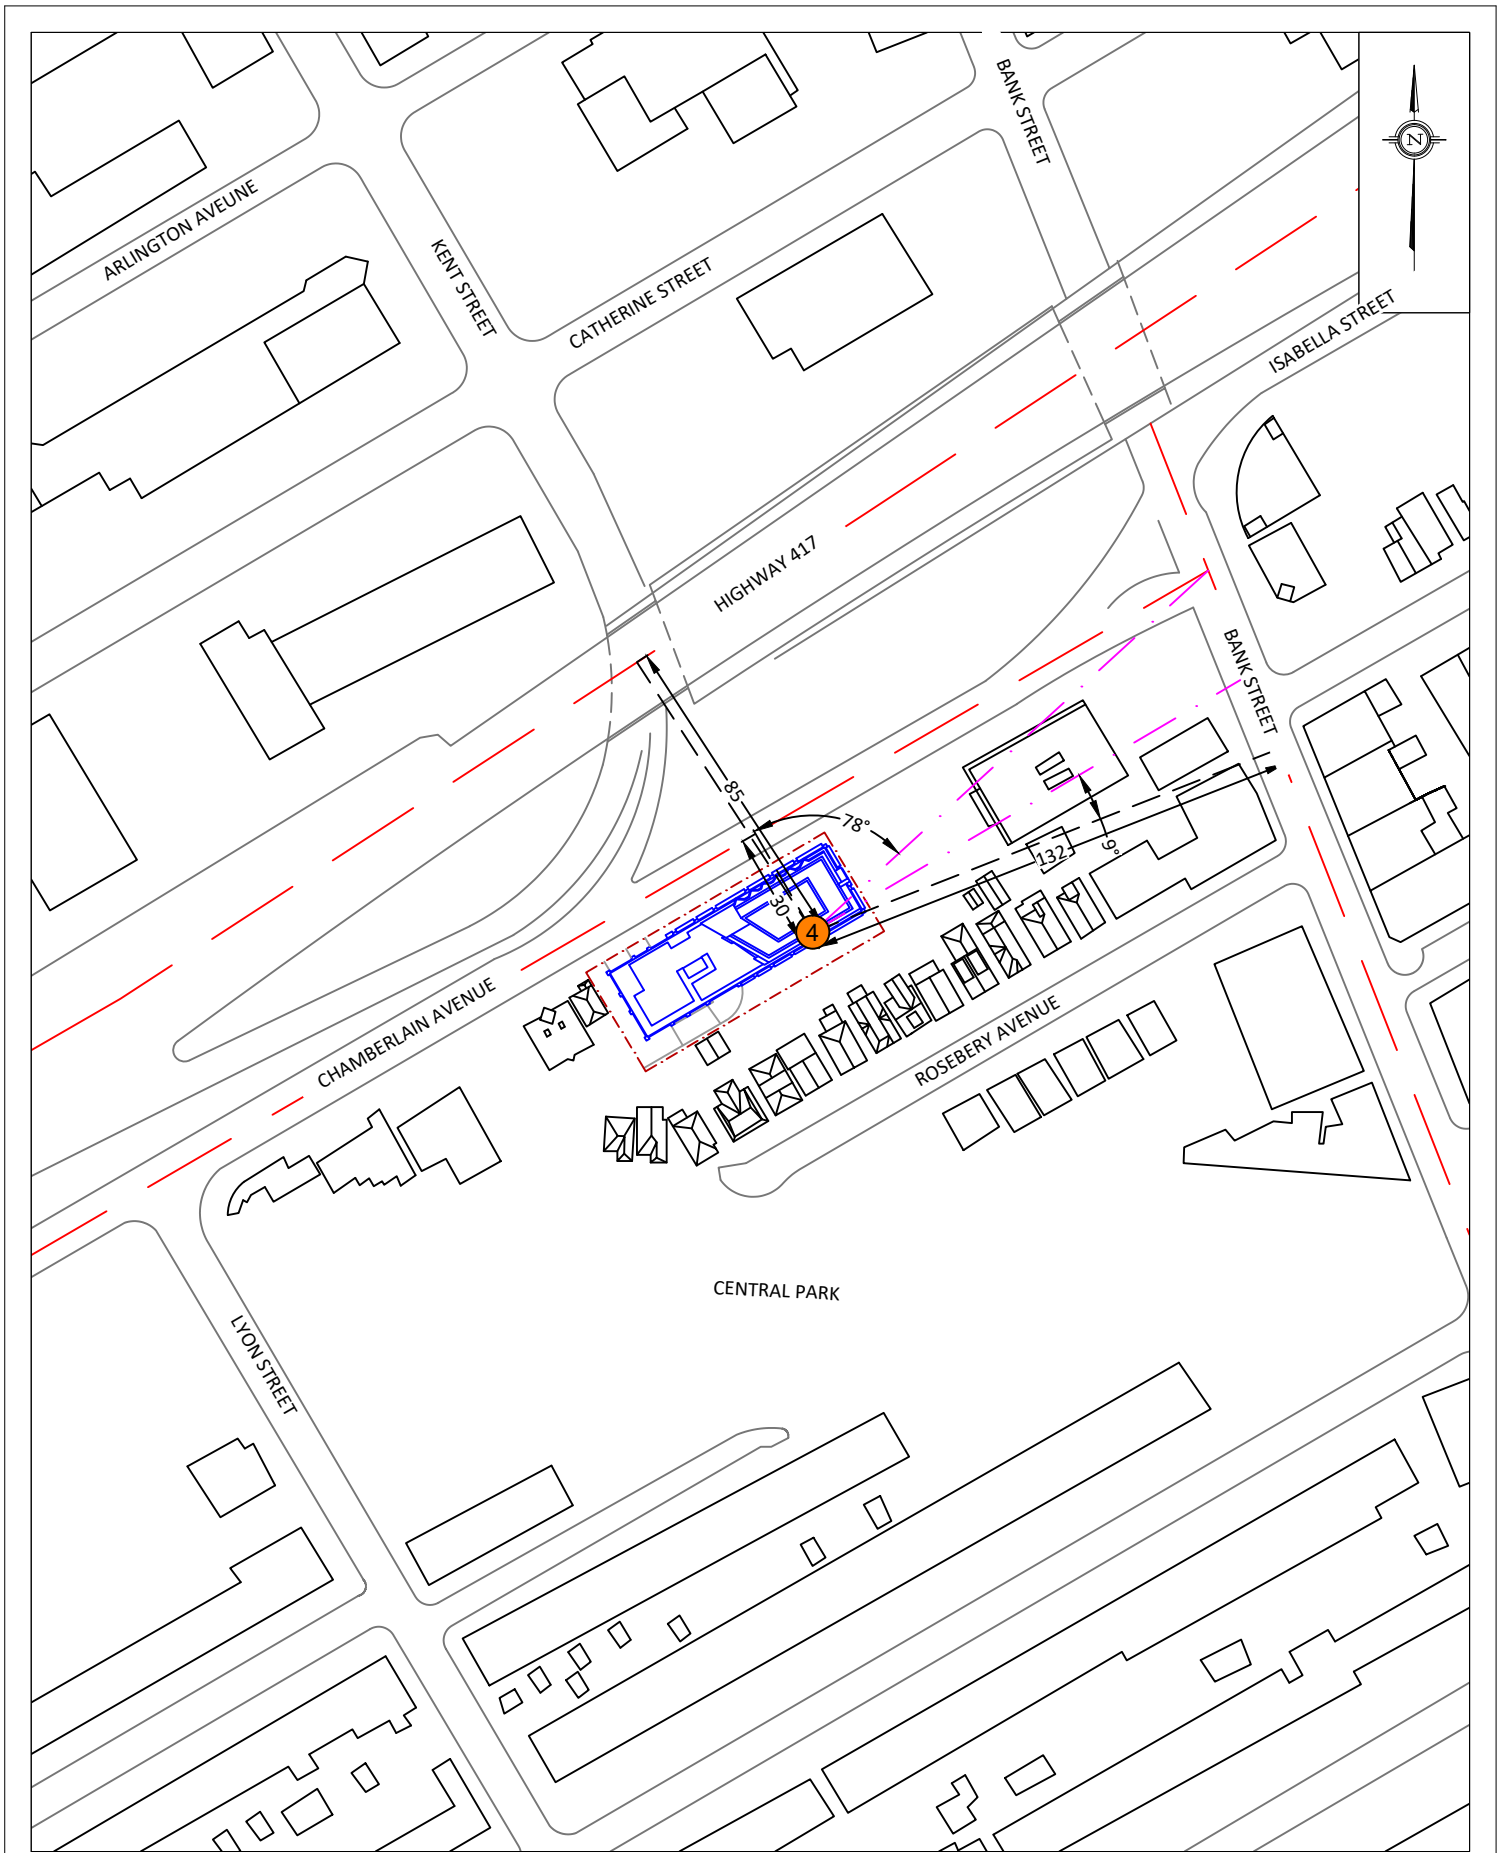 BANK STREET
N
ARLINGTON AVEUNE
KENT STREET
CATHERINE STREET
ISABELLA STREET
HIGHWAY 417
BANK STREET
85
78°
9°
132
30
4
CHAMBERLAIN AVENUE
ROSEBERY AVENUE
CENTRAL PARK
LYON STREET